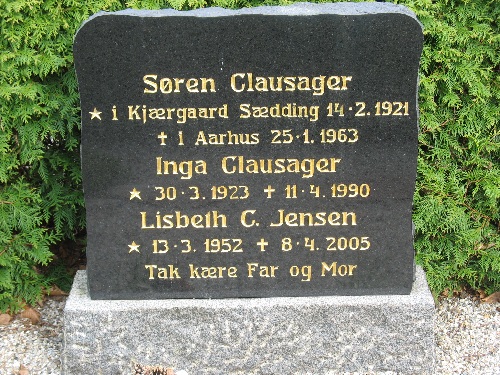 Søren Clausager
★ i Kjærgaard Sædding 14·2·1921
✝ i Aarhus 25·1·1963
Inga Clausager
★ 30·3·1923 ✝ 11·4·1990
Lisbeth C. Jensen
★ 13·3·1952 ✝ 8·4·2005
Tak kære Far og Mor